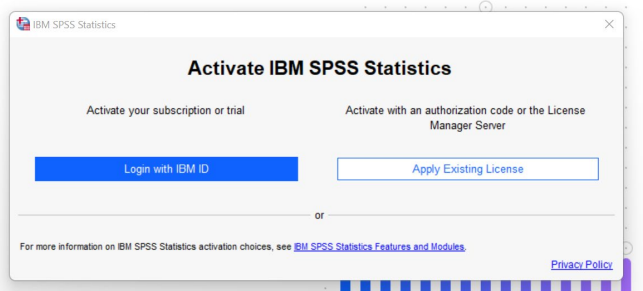 IBM SPSS Statistics
Activate IBM SPSS Statistics
Activate your subscription or trial
Activate with an authorization code or the License
Manager Server
Login with IBM ID
Apply Existing License
or
For more information on IBM SPSS Statistics activation choices, see IBM SPSS Statistics Features and Modules.
Privacy Policy